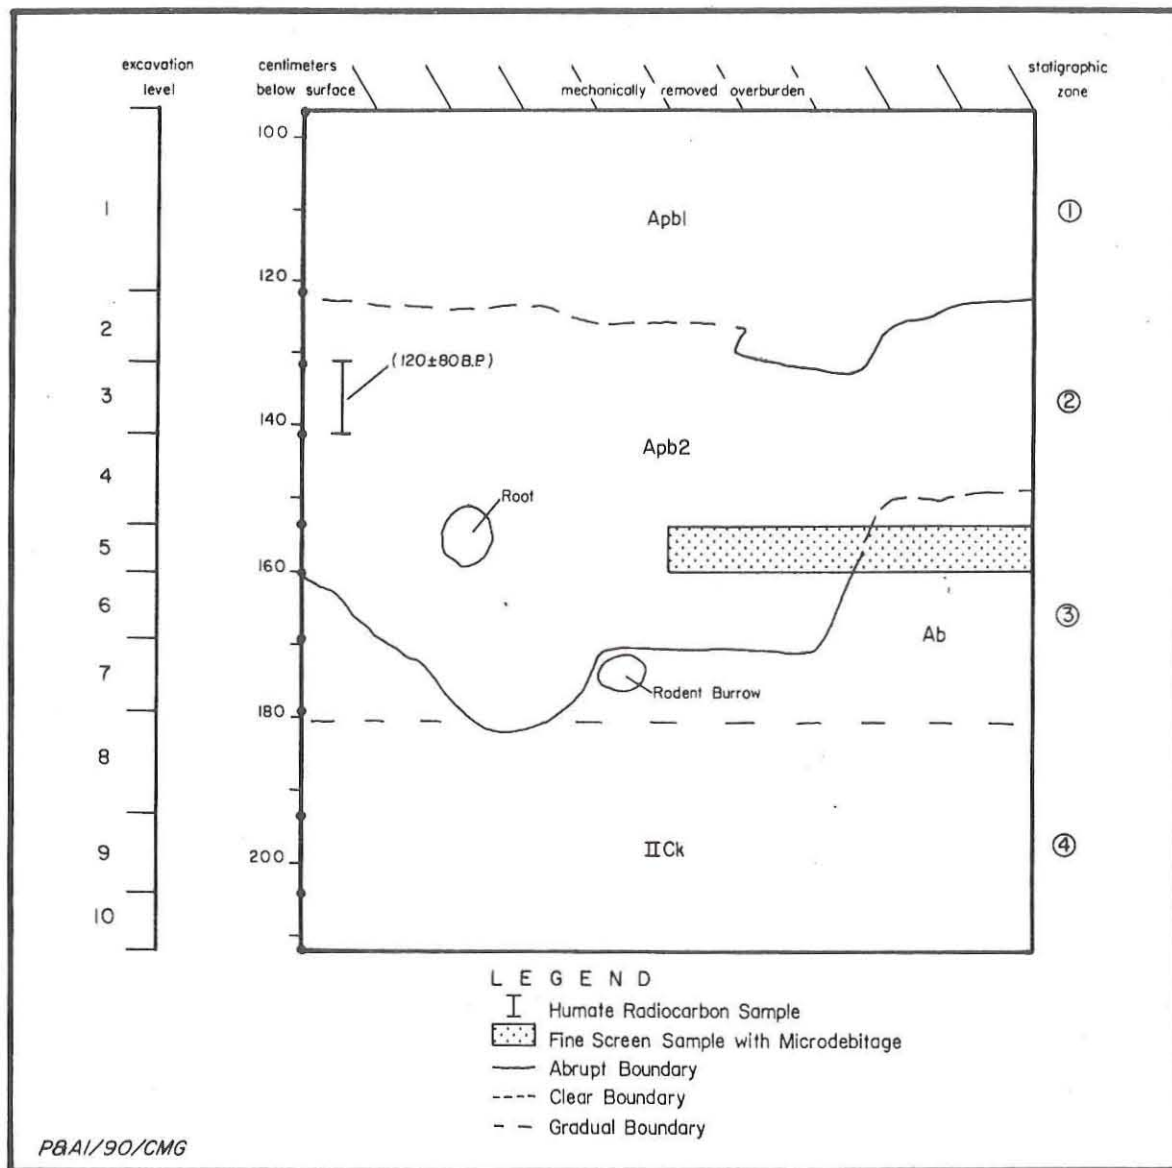 excavation level
centimeters below surface
mechanically removed overburden
statigraphic zone
100
1
Apb1
①
120
2
(120±80 B.P.)
3
②
140
Apb2
4
Root
5
160
6
③
Ab
7
Rodent Burrow
180
8
IICk
④
9
200
10
LEGEND
Humate Radiocarbon Sample
Fine Screen Sample with Microdebitage
Abrupt Boundary
Clear Boundary
Gradual Boundary
P&AI/90/CMG